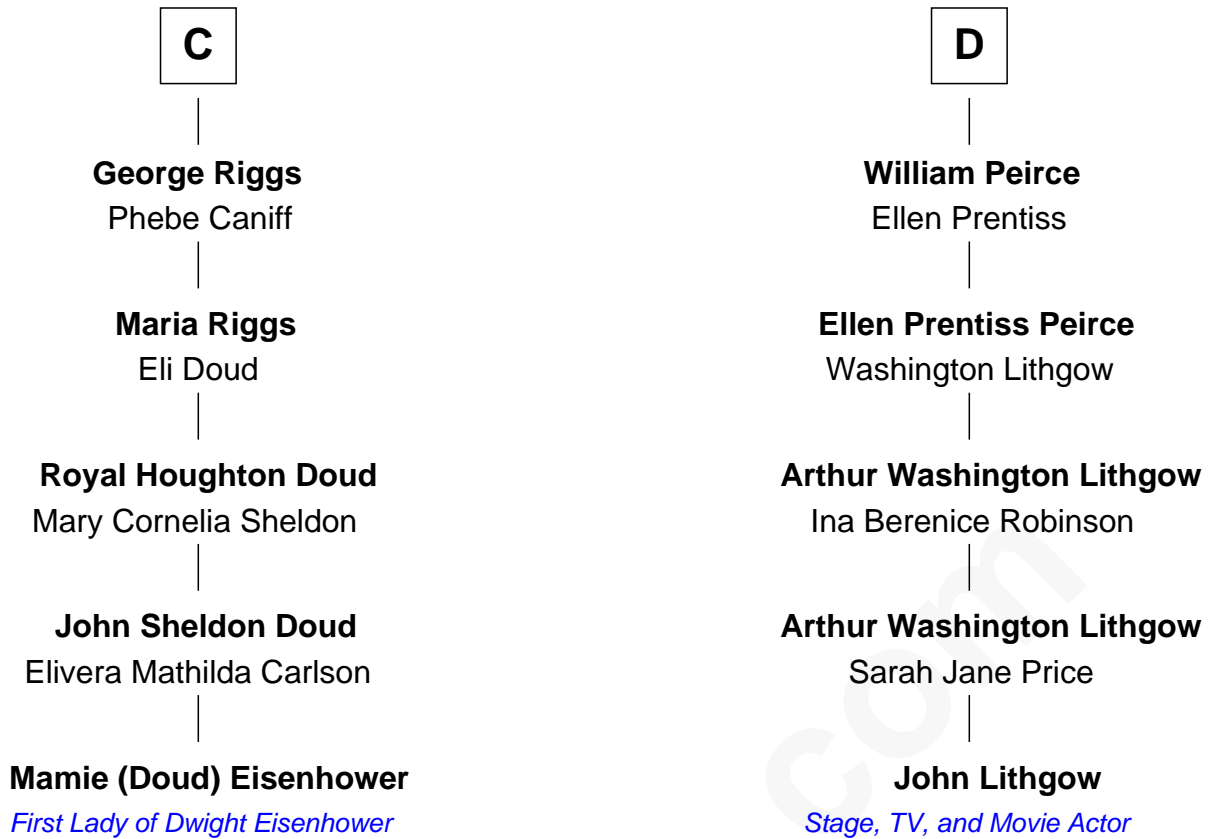 C
George Riggs
Phebe Caniff
Maria Riggs
Eli Doud
Royal Houghton Doud
Mary Cornelia Sheldon
John Sheldon Doud
Elivera Mathilda Carlson
Mamie (Doud) Eisenhower
First Lady of Dwight Eisenhower
D
William Peirce
Ellen Prentiss
Ellen Prentiss Peirce
Washington Lithgow
Arthur Washington Lithgow
Ina Berenice Robinson
Arthur Washington Lithgow
Sarah Jane Price
John Lithgow
Stage, TV, and Movie Actor
com